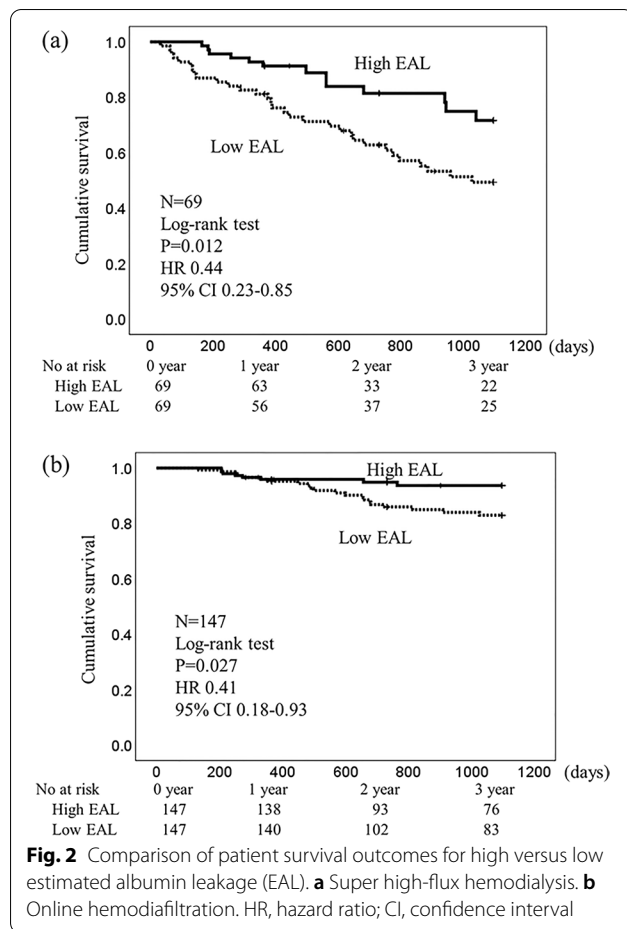 (a)
1.0
0.8
0.6
0.4
0.2
0.0
Cumulative survival
High EAL
Low EAL
N=69
Log-rank test
P=0.012
HR 0.44
95% CI 0.23-0.85
0 200 400 600 800 1000 1200 (days)
No at risk 0 year 1 year 2 year 3 year
High EAL 69 63 33 22
Low EAL 69 56 37 25
(b)
1.0
0.8
0.6
0.4
0.2
0.0
Cumulative survival
High EAL
Low EAL
N=147
Log-rank test
P=0.027
HR 0.41
95% CI 0.18-0.93
0 200 400 600 800 1000 1200 (days)
No at risk 0 year 1 year 2 year 3 year
High EAL 147 138 93 76
Low EAL 147 140 102 83
Fig. 2 Comparison of patient survival outcomes for high versus low
estimated albumin leakage (EAL). a Super high-flux hemodialysis. b
Online hemodiafiltration. HR, hazard ratio; CI, confidence interval